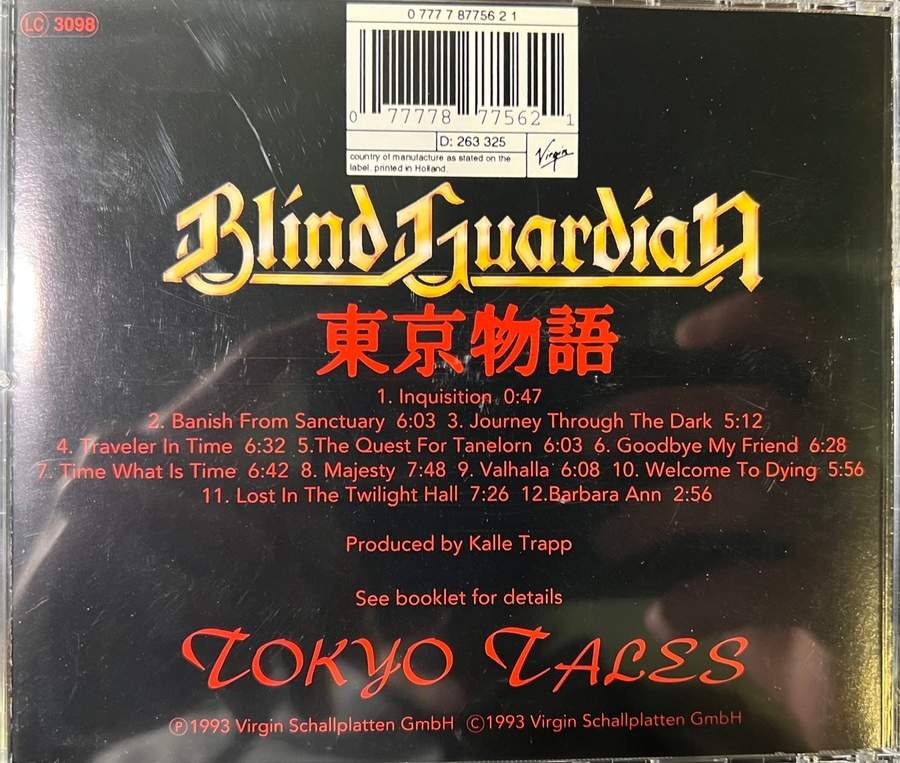 LC 3098
0 777 7 87756 2 1
0 77778 77562 1
D: 263 325
country of manufacture as stated on the
label. printed in Holland.
Virgin
Blind Guardian
東京物語
1. Inquisition 0:47
2. Banish From Sanctuary 6:03 3. Journey Through The Dark 5:12
4. Traveler In Time 6:32 5.The Quest For Tanelorn 6:03 6. Goodbye My Friend 6:28
7. Time What Is Time 6:42 8. Majesty 7:48 9. Valhalla 6:08 10. Welcome To Dying 5:56
11. Lost In The Twilight Hall 7:26 12.Barbara Ann 2:56
Produced by Kalle Trapp
See booklet for details
TOKYO TALES
Ⓟ1993 Virgin Schallplatten GmbH ©1993 Virgin Schallplatten GmbH